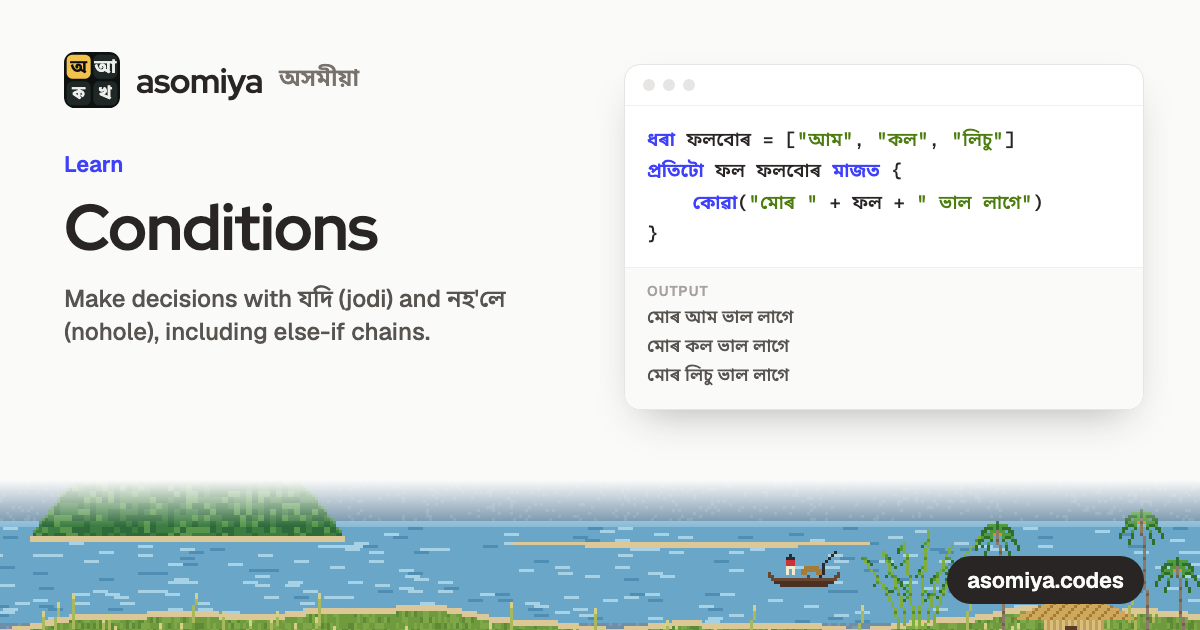 অ আ
ক খ
asomiya অসমীয়া
Learn
Conditions
Make decisions with যদি (jodi) and নহ'লে
(nohole), including else-if chains.
ধৰা ফলবোৰ = ["আম", "কল", "লিচু"]
প্ৰতিটো ফল ফলবোৰ মাজত {
    কোৱা("মোৰ " + ফল + " ভাল লাগে")
}
OUTPUT
মোৰ আম ভাল লাগে
মোৰ কল ভাল লাগে
মোৰ লিচু ভাল লাগে
asomiya.codes